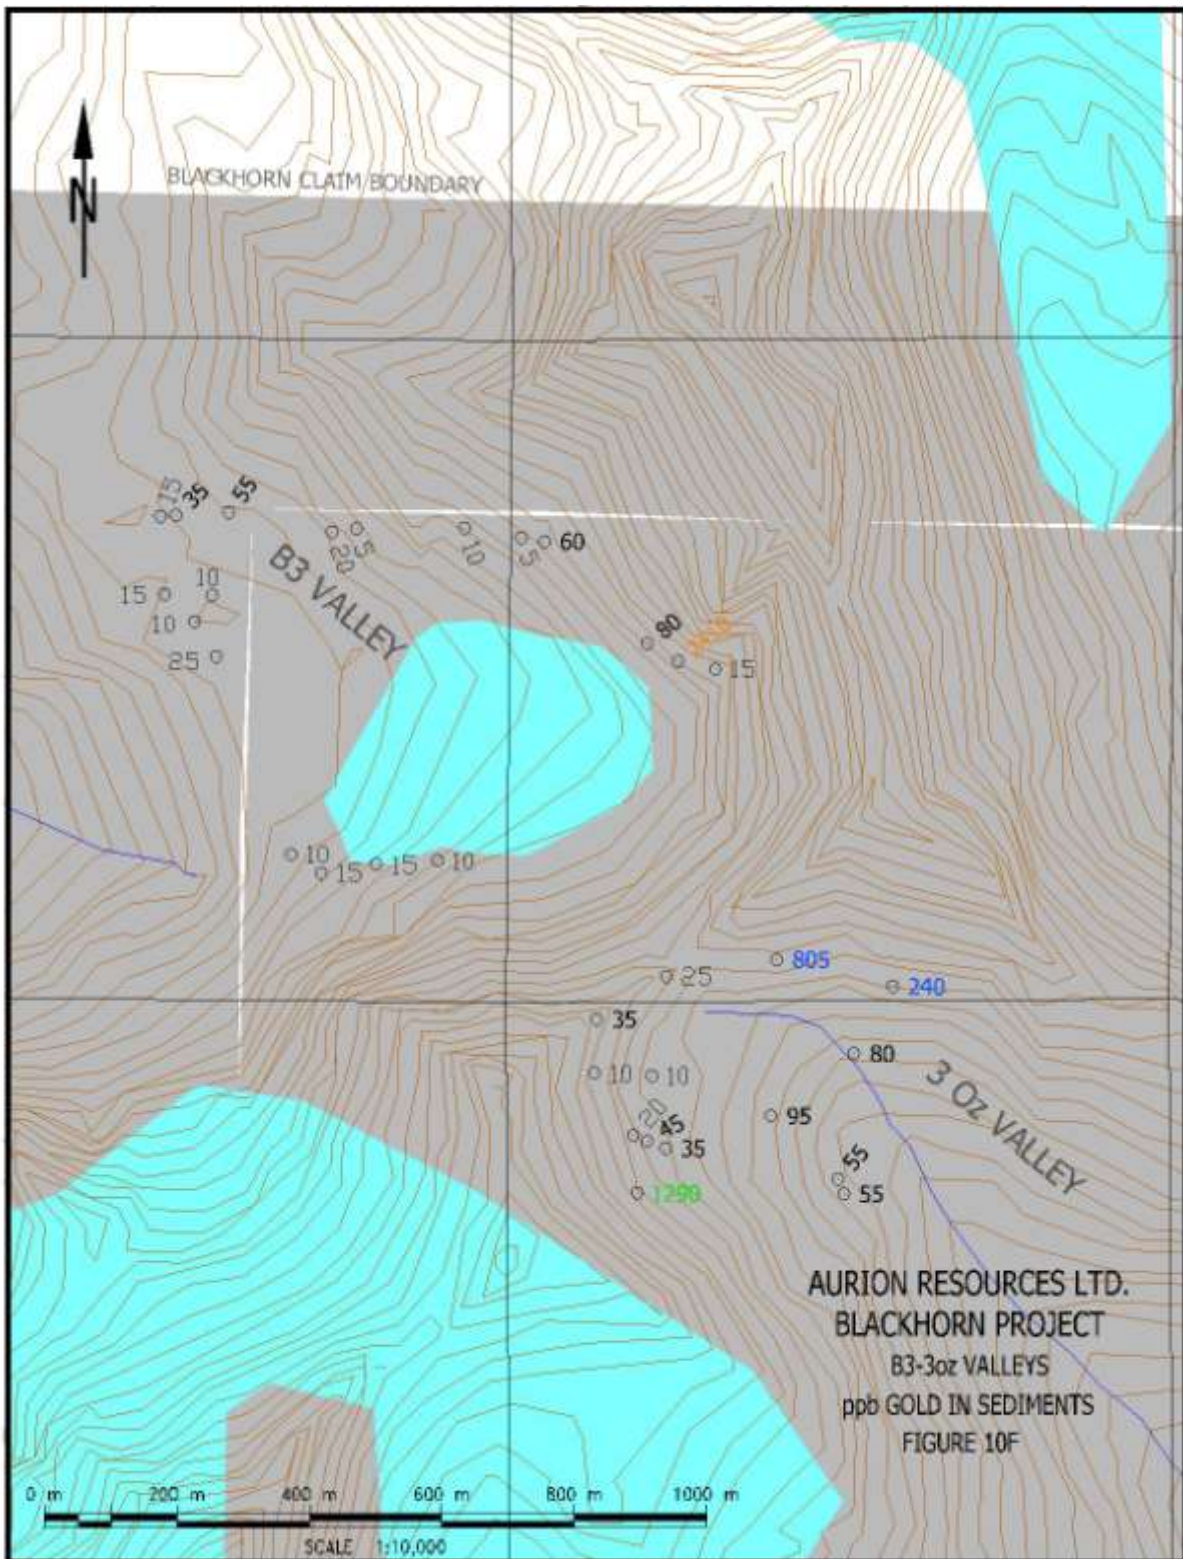 BLACKHORN CLAIM BOUNDARY
N
15
35
55
20
5
10
5
60
B3 VALLEY
15
10
10
25
80
15
10
15
15
10
805
25
240
35
80
10
10
3 Oz VALLEY
20
45
35
95
55
55
1290
AURION RESOURCES LTD.
BLACKHORN PROJECT
B3-3oz VALLEYS
ppb GOLD IN SEDIMENTS
FIGURE 10F
0 m 200 m 400 m 600 m 800 m 1000 m
SCALE 1:10,000